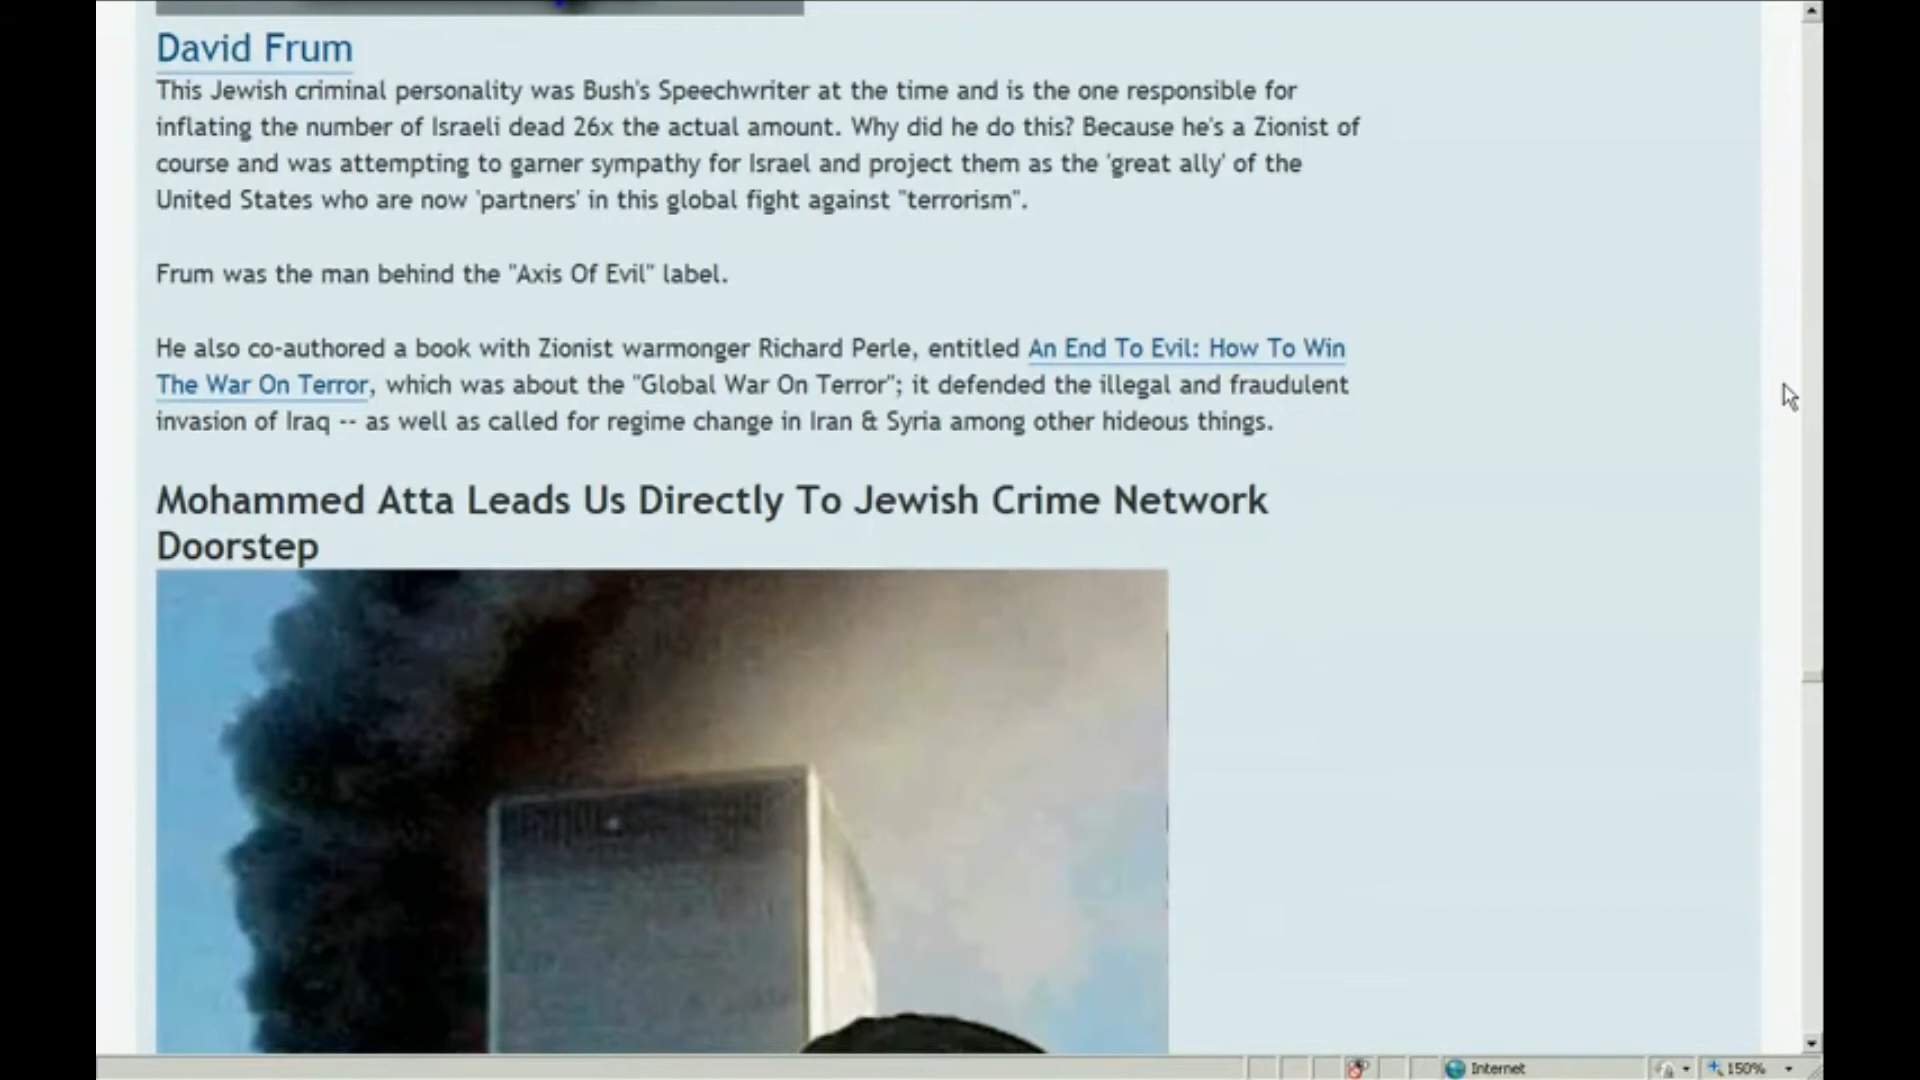 David Frum
This Jewish criminal personality was Bush's Speechwriter at the time and is the one responsible for
inflating the number of Israeli dead 26x the actual amount. Why did he do this? Because he's a Zionist of
course and was attempting to garner sympathy for Israel and project them as the 'great ally' of the
United States who are now 'partners' in this global fight against "terrorism".
Frum was the man behind the "Axis Of Evil" label.
He also co-authored a book with Zionist warmonger Richard Perle, entitled An End To Evil: How To Win
The War On Terror, which was about the "Global War On Terror"; it defended the illegal and fraudulent
invasion of Iraq -- as well as called for regime change in Iran & Syria among other hideous things.
Mohammed Atta Leads Us Directly To Jewish Crime Network
Doorstep
Internet
150%